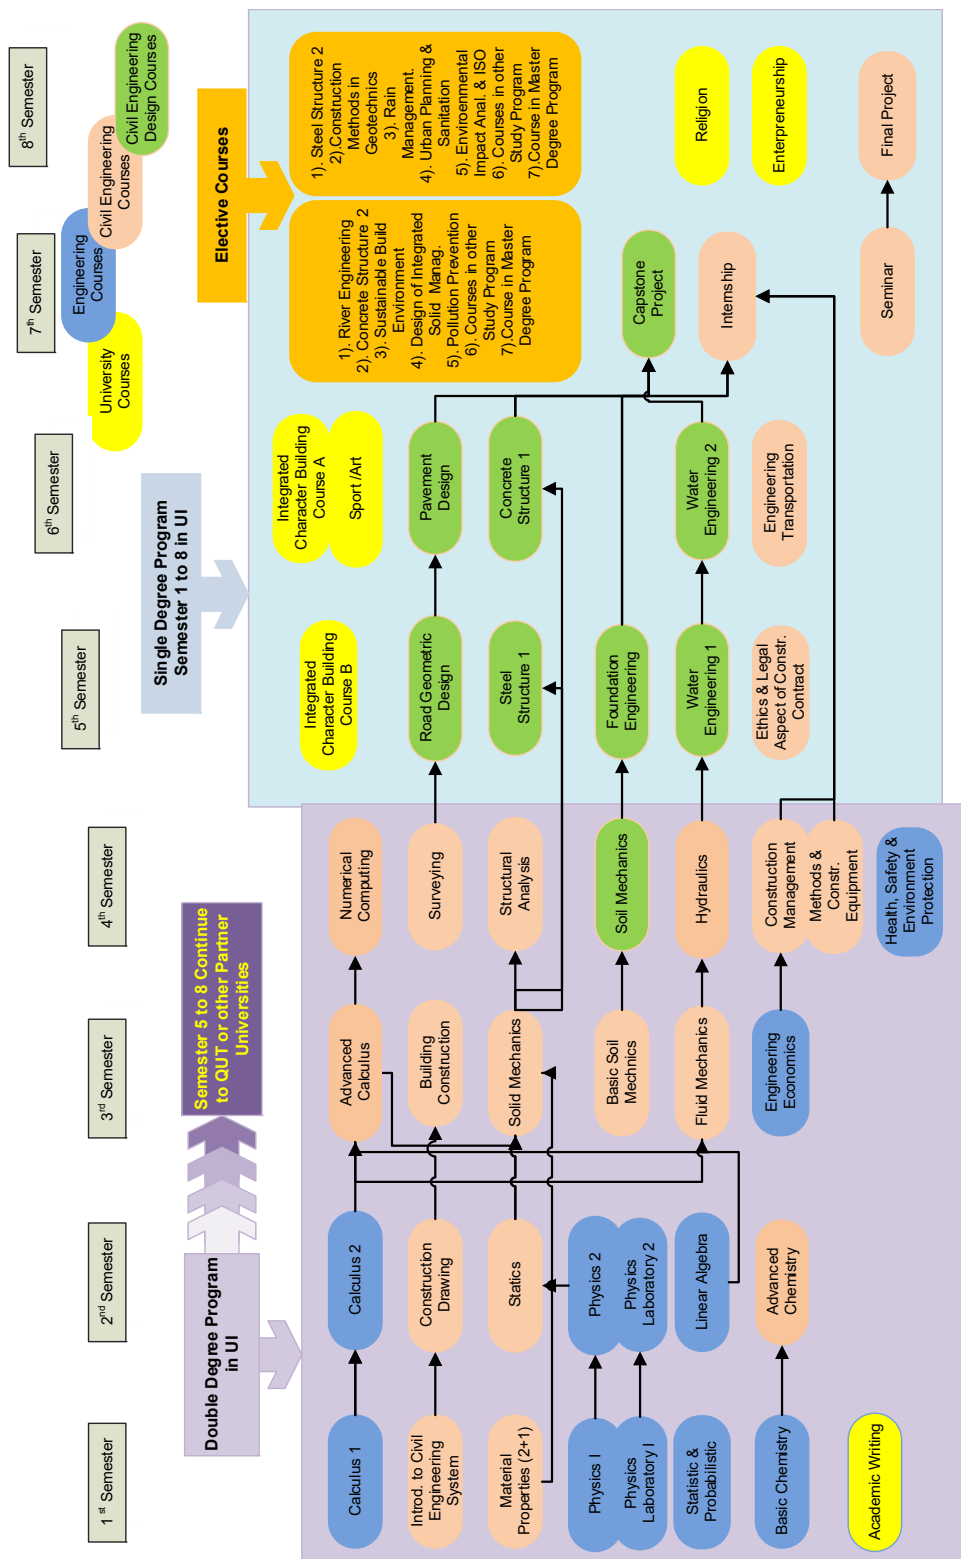 1st Semester
2nd Semester
3rd Semester
4th Semester
5th Semester
6th Semester
7th Semester
8th Semester
University
Courses
Engineering
Courses
Civil Engineering
Courses
Civil Engineering
Design Courses
Double Degree Program
in UI
Semester 5 to 8 Continue
to QUT or other Partner
Universities
Single Degree Program
Semester 1 to 8 in UI
Elective Courses
1). River Engineering
2). Concrete Structure 2
3). Sustainable Build
Environment
4). Design of Integrated
Solid Manag.
5). Pollution Prevention
6). Courses in other
Study Program
7).Course in Master
Degree Program
1). Steel Structure 2
2),Construction
Methods in
Geotechnics
3). Rain
Management.
4). Urban Planning &
Sanitation
5). Enviroenmental
Impact Anal. & ISO
6). Courses in other
Study Program
7).Course in Master
Degree Program
Calculus 1
Introd. to Civil
Engineering
System
Material
Properties (2+1)
Physics I
Physics
Laboratory I
Statistic &
Probabilistic
Basic Chemistry
Academic Writing
Calculus 2
Construction
Drawing
Statics
Physics 2
Physics
Laboratory 2
Linear Algebra
Advanced
Chemistry
Advanced
Calculus
Building
Construction
Solid Mechanics
Basic Soil
Mechnics
Fluid Mechanics
Engineering
Economics
Numerical
Computing
Surveying
Structural
Analysis
Soil Mechanics
Hydraulics
Construction
Management
Methods &
Constr.
Equipment
Health, Safety &
Environment
Protection
Integrated
Character Building
Course B
Road Geometric
Design
Steel
Structure 1
Foundation
Engineering
Water
Engineering 1
Ethics & Legal
Aspect of Constr.
Contract
Integrated
Character Building
Course A
Sport /Art
Pavement
Design
Concrete
Structure 1
Water
Engineering 2
Engineering
Transportation
Capstone
Project
Internship
Seminar
Religion
Enterpreneurship
Final Project